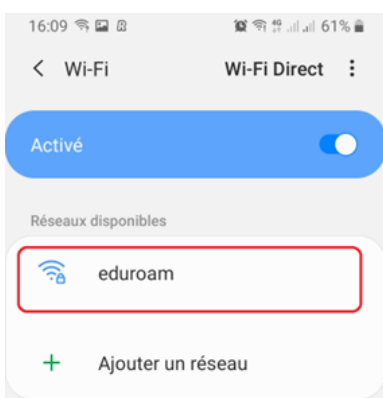 16:09 61%
Wi-Fi Wi-Fi Direct
Activé
Réseaux disponibles
eduroam
Ajouter un réseau